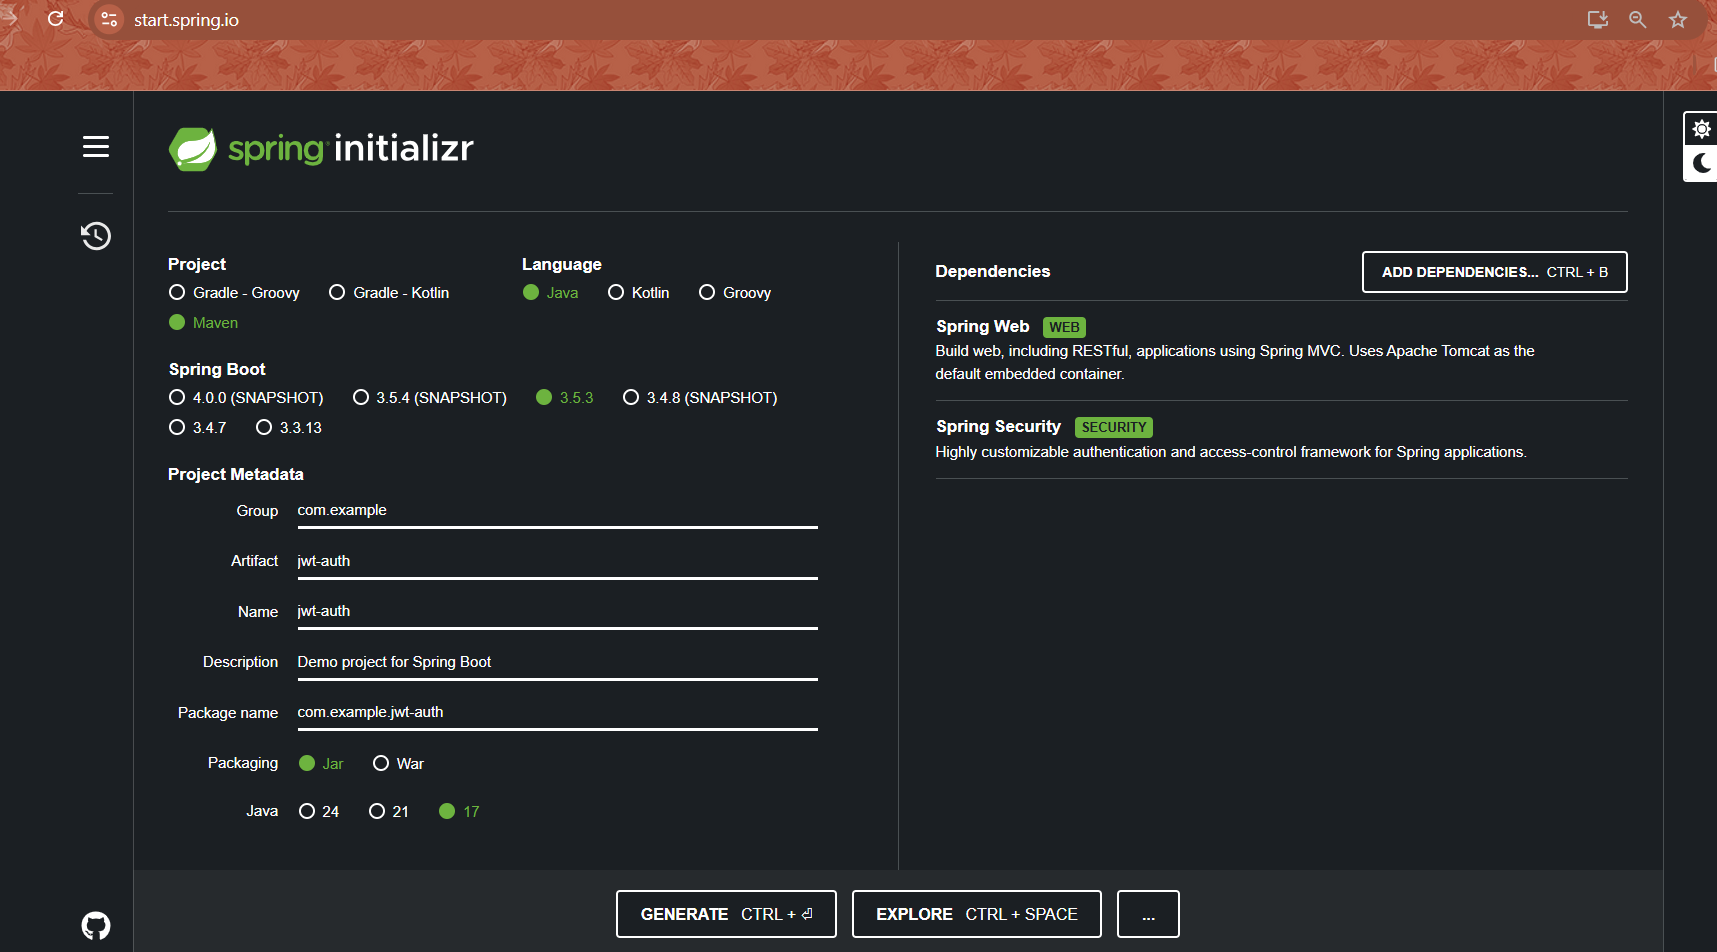 start.spring.io
spring initializr
Project
Gradle - Groovy Gradle - Kotlin
Maven
Language
Java Kotlin Groovy
Spring Boot
4.0.0 (SNAPSHOT) 3.5.4 (SNAPSHOT) 3.5.3 3.4.8 (SNAPSHOT)
3.4.7 3.3.13
Project Metadata
Group com.example
Artifact jwt-auth
Name jwt-auth
Description Demo project for Spring Boot
Package name com.example.jwt-auth
Packaging Jar War
Java 24 21 17
Dependencies ADD DEPENDENCIES... CTRL + B
Spring Web WEB
Build web, including RESTful, applications using Spring MVC. Uses Apache Tomcat as the
default embedded container.
Spring Security SECURITY
Highly customizable authentication and access-control framework for Spring applications.
GENERATE CTRL + ⏎ EXPLORE CTRL + SPACE ...